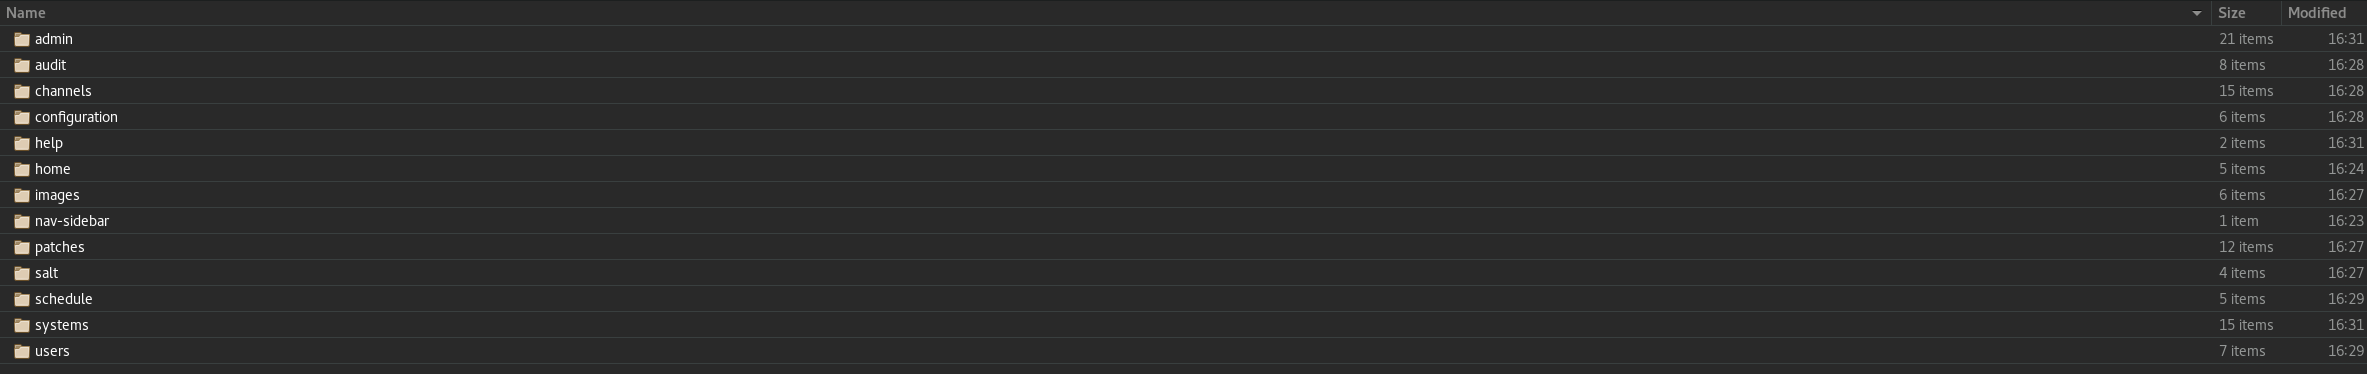 Name Size Modified
admin 21 items 16:31
audit 8 items 16:28
channels 15 items 16:28
configuration 6 items 16:28
help 2 items 16:31
home 5 items 16:24
images 6 items 16:27
nav-sidebar 1 item 16:23
patches 12 items 16:27
salt 4 items 16:27
schedule 5 items 16:29
systems 15 items 16:31
users 7 items 16:29